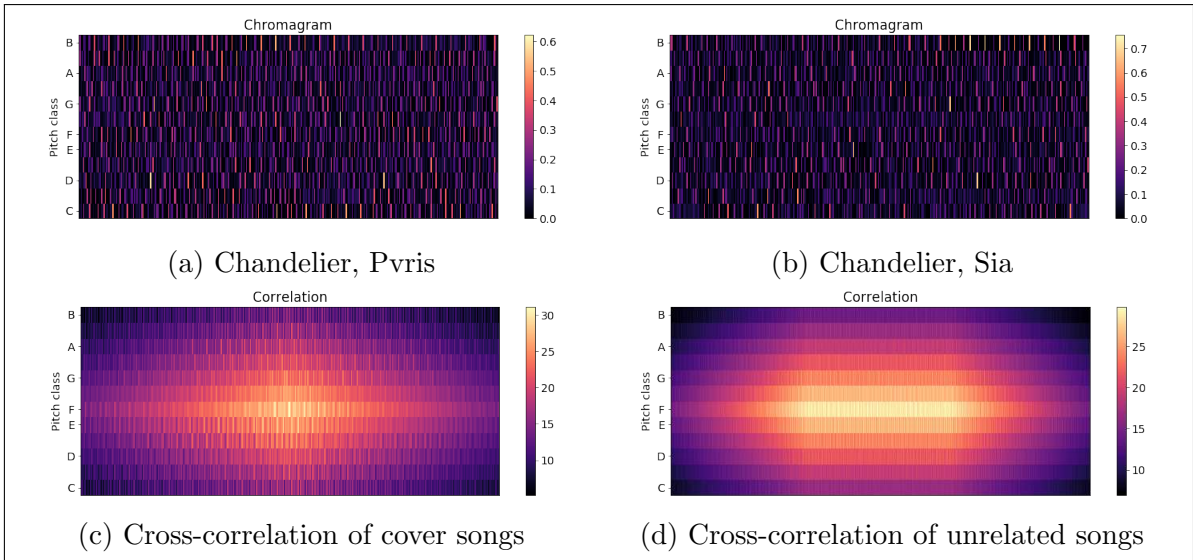 Chromagram
B
A
G
F
E
D
C
Pitch class
0.6
0.5
0.4
0.3
0.2
0.1
0.0
(a) Chandelier, Pvris
Chromagram
B
A
G
F
E
D
C
Pitch class
0.7
0.6
0.5
0.4
0.3
0.2
0.1
0.0
(b) Chandelier, Sia
Correlation
B
A
G
F
E
D
C
Pitch class
30
25
20
15
10
(c) Cross-correlation of cover songs
Correlation
B
A
G
F
E
D
C
Pitch class
25
20
15
10
(d) Cross-correlation of unrelated songs